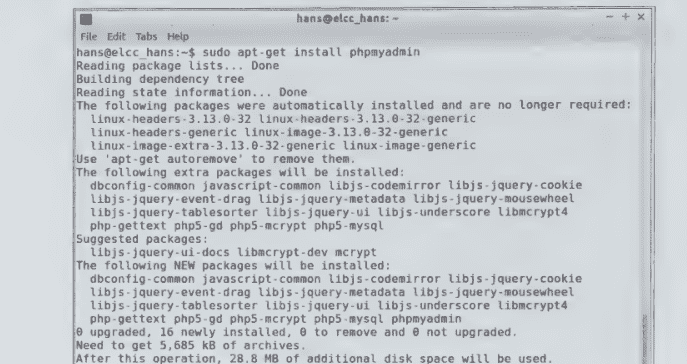 hans@elcc_hans: ~
File Edit Tabs Help
hans@elcc_hans:~$ sudo apt-get install phpmyadmin
Reading package lists... Done
Building dependency tree
Reading state information... Done
The following packages were automatically installed and are no longer required:
linux-headers-3.13.0-32 linux-headers-3.13.0-32-generic
linux-headers-generic linux-image-3.13.0-32-generic
linux-image-extra-3.13.0-32-generic linux-image-generic
Use 'apt-get autoremove' to remove them.
The following extra packages will be installed:
dbconfig-common javascript-common libjs-codemirror libjs-jquery-cookie
libjs-jquery-event-drag libjs-jquery-metadata libjs-jquery-mousewheel
libjs-jquery-tablesorter libjs-jquery-ui libjs-underscore libmcrypt4
php-gettext php5-gd php5-mcrypt php5-mysql
Suggested packages:
libjs-jquery-ui-docs libmcrypt-dev mcrypt
The following NEW packages will be installed:
dbconfig-common javascript-common libjs-codemirror libjs-jquery-cookie
libjs-jquery-event-drag libjs-jquery-metadata libjs-jquery-mousewheel
libjs-jquery-tablesorter libjs-jquery-ui libjs-underscore libmcrypt4
php-gettext php5-gd php5-mcrypt php5-mysql phpmyadmin
0 upgraded, 16 newly installed, 0 to remove and 0 not upgraded.
Need to get 5,685 kB of archives.
After this operation, 28.8 MB of additional disk space will be used.